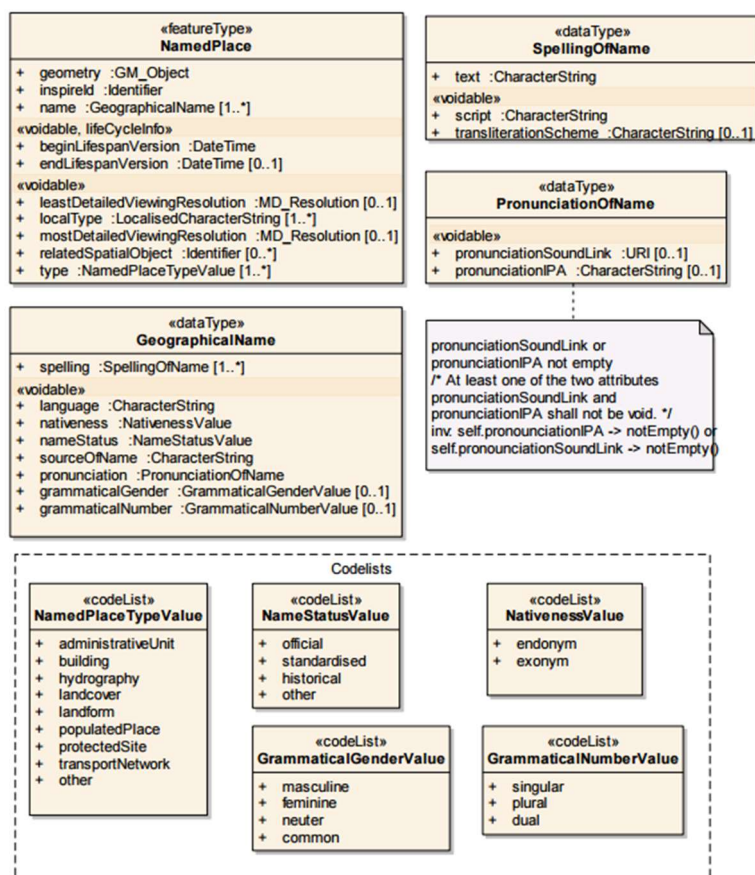 «featureType»
NamedPlace
+ geometry :GM_Object
+ inspireId :Identifier
+ name :GeographicalName [1..*]
«voidable, lifeCycleInfo»
+ beginLifespanVersion :DateTime
+ endLifespanVersion :DateTime [0..1]
«voidable»
+ leastDetailedViewingResolution :MD_Resolution [0..1]
+ localType :LocalisedCharacterString [1..*]
+ mostDetailedViewingResolution :MD_Resolution [0..1]
+ relatedSpatialObject :Identifier [0..*]
+ type :NamedPlaceTypeValue [1..*]
«dataType»
SpellingOfName
+ text :CharacterString
«voidable»
+ script :CharacterString
+ transliterationScheme :CharacterString [0..1]
«dataType»
PronunciationOfName
«voidable»
+ pronunciationSoundLink :URI [0..1]
+ pronunciationIPA :CharacterString [0..1]
«dataType»
GeographicalName
+ spelling :SpellingOfName [1..*]
«voidable»
+ language :CharacterString
+ nativeness :NativenessValue
+ nameStatus :NameStatusValue
+ sourceOfName :CharacterString
+ pronunciation :PronunciationOfName
+ grammaticalGender :GrammaticalGenderValue [0..1]
+ grammaticalNumber :GrammaticalNumberValue [0..1]
pronunciationSoundLink or
pronunciationIPA not empty
/* At least one of the two attributes
pronunciationSoundLink and
pronunciationIPA shall not be void. */
inv: self.pronounciationIPA -> notEmpty() or
self.pronounciationSoundLink -> notEmpty()
Codelists
«codeList»
NamedPlaceTypeValue
+ administrativeUnit
+ building
+ hydrography
+ landcover
+ landform
+ populatedPlace
+ protectedSite
+ transportNetwork
+ other
«codeList»
NameStatusValue
+ official
+ standardised
+ historical
+ other
«codeList»
NativenessValue
+ endonym
+ exonym
«codeList»
GrammaticalGenderValue
+ masculine
+ feminine
+ neuter
+ common
«codeList»
GrammaticalNumberValue
+ singular
+ plural
+ dual